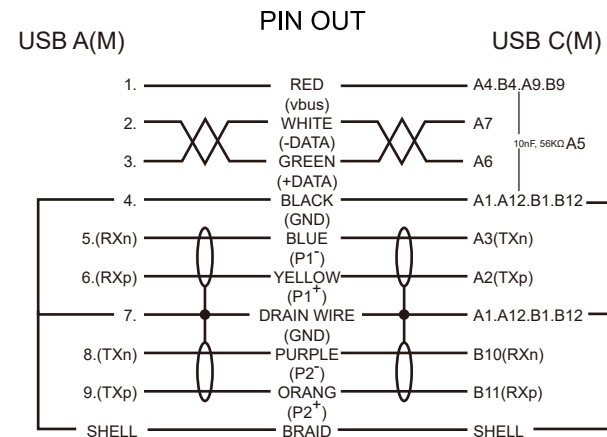 PIN OUT
USB A(M) USB C(M)
1. RED A4.B4.A9.B9
(vbus)
2. WHITE A7
(-DATA) 10nF, 56KΩ A5
3. GREEN A6
(+DATA)
4. BLACK A1.A12.B1.B12
(GND)
5.(RXn) BLUE A3(TXn)
(P1-)
6.(RXp) YELLOW A2(TXp)
(P1+)
7. DRAIN WIRE A1.A12.B1.B12
(GND)
8.(TXn) PURPLE B10(RXn)
(P2-)
9.(TXp) ORANG B11(RXp)
(P2+)
SHELL BRAID SHELL